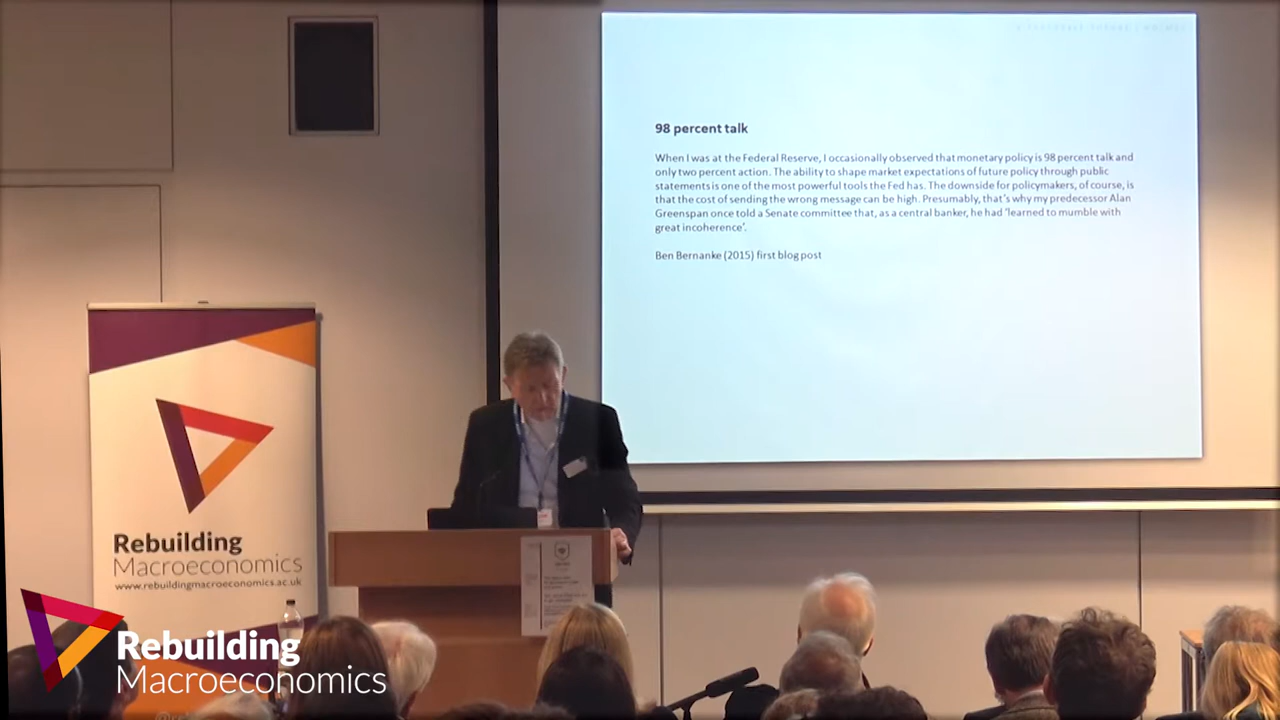 98 percent talk
When I was at the Federal Reserve, I occasionally observed that monetary policy is 98 percent talk and
only two percent action. The ability to shape market expectations of future policy through public
statements is one of the most powerful tools the Fed has. The downside for policymakers, of course, is
that the cost of sending the wrong message can be high. Presumably, that's why my predecessor Alan
Greenspan once told a Senate committee that, as a central banker, he had 'learned to mumble with
great incoherence'.
Ben Bernanke (2015) first blog post
Rebuilding
Macroeconomics
www.rebuildingmacroeconomics.ac.uk
Rebuilding
Macroeconomics